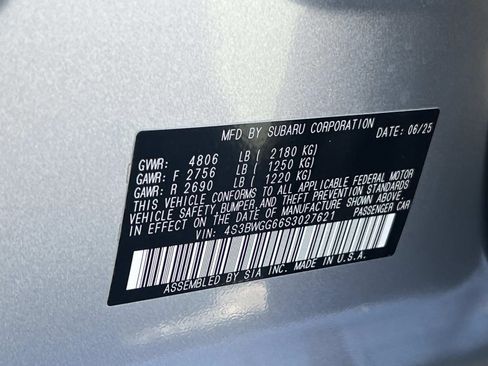 MFD BY SUBARU CORPORATION DATE: 06/25
GVWR: 4806 LB ( 2180 KG)
GAWR: F 2756 LB ( 1250 KG)
GAWR: R 2690 LB ( 1220 KG)
THIS VEHICLE CONFORMS TO ALL APPLICABLE FEDERAL MOTOR
VEHICLE SAFETY, BUMPER, AND THEFT PREVENTION STANDARDS
IN EFFECT ON THE DATE OF MANUFACTURE SHOWN ABOVE.
VIN: 4S3BWGG66S3027621 PASSENGER CAR
ASSEMBLED BY SIA INC. MADE IN U.S.A.